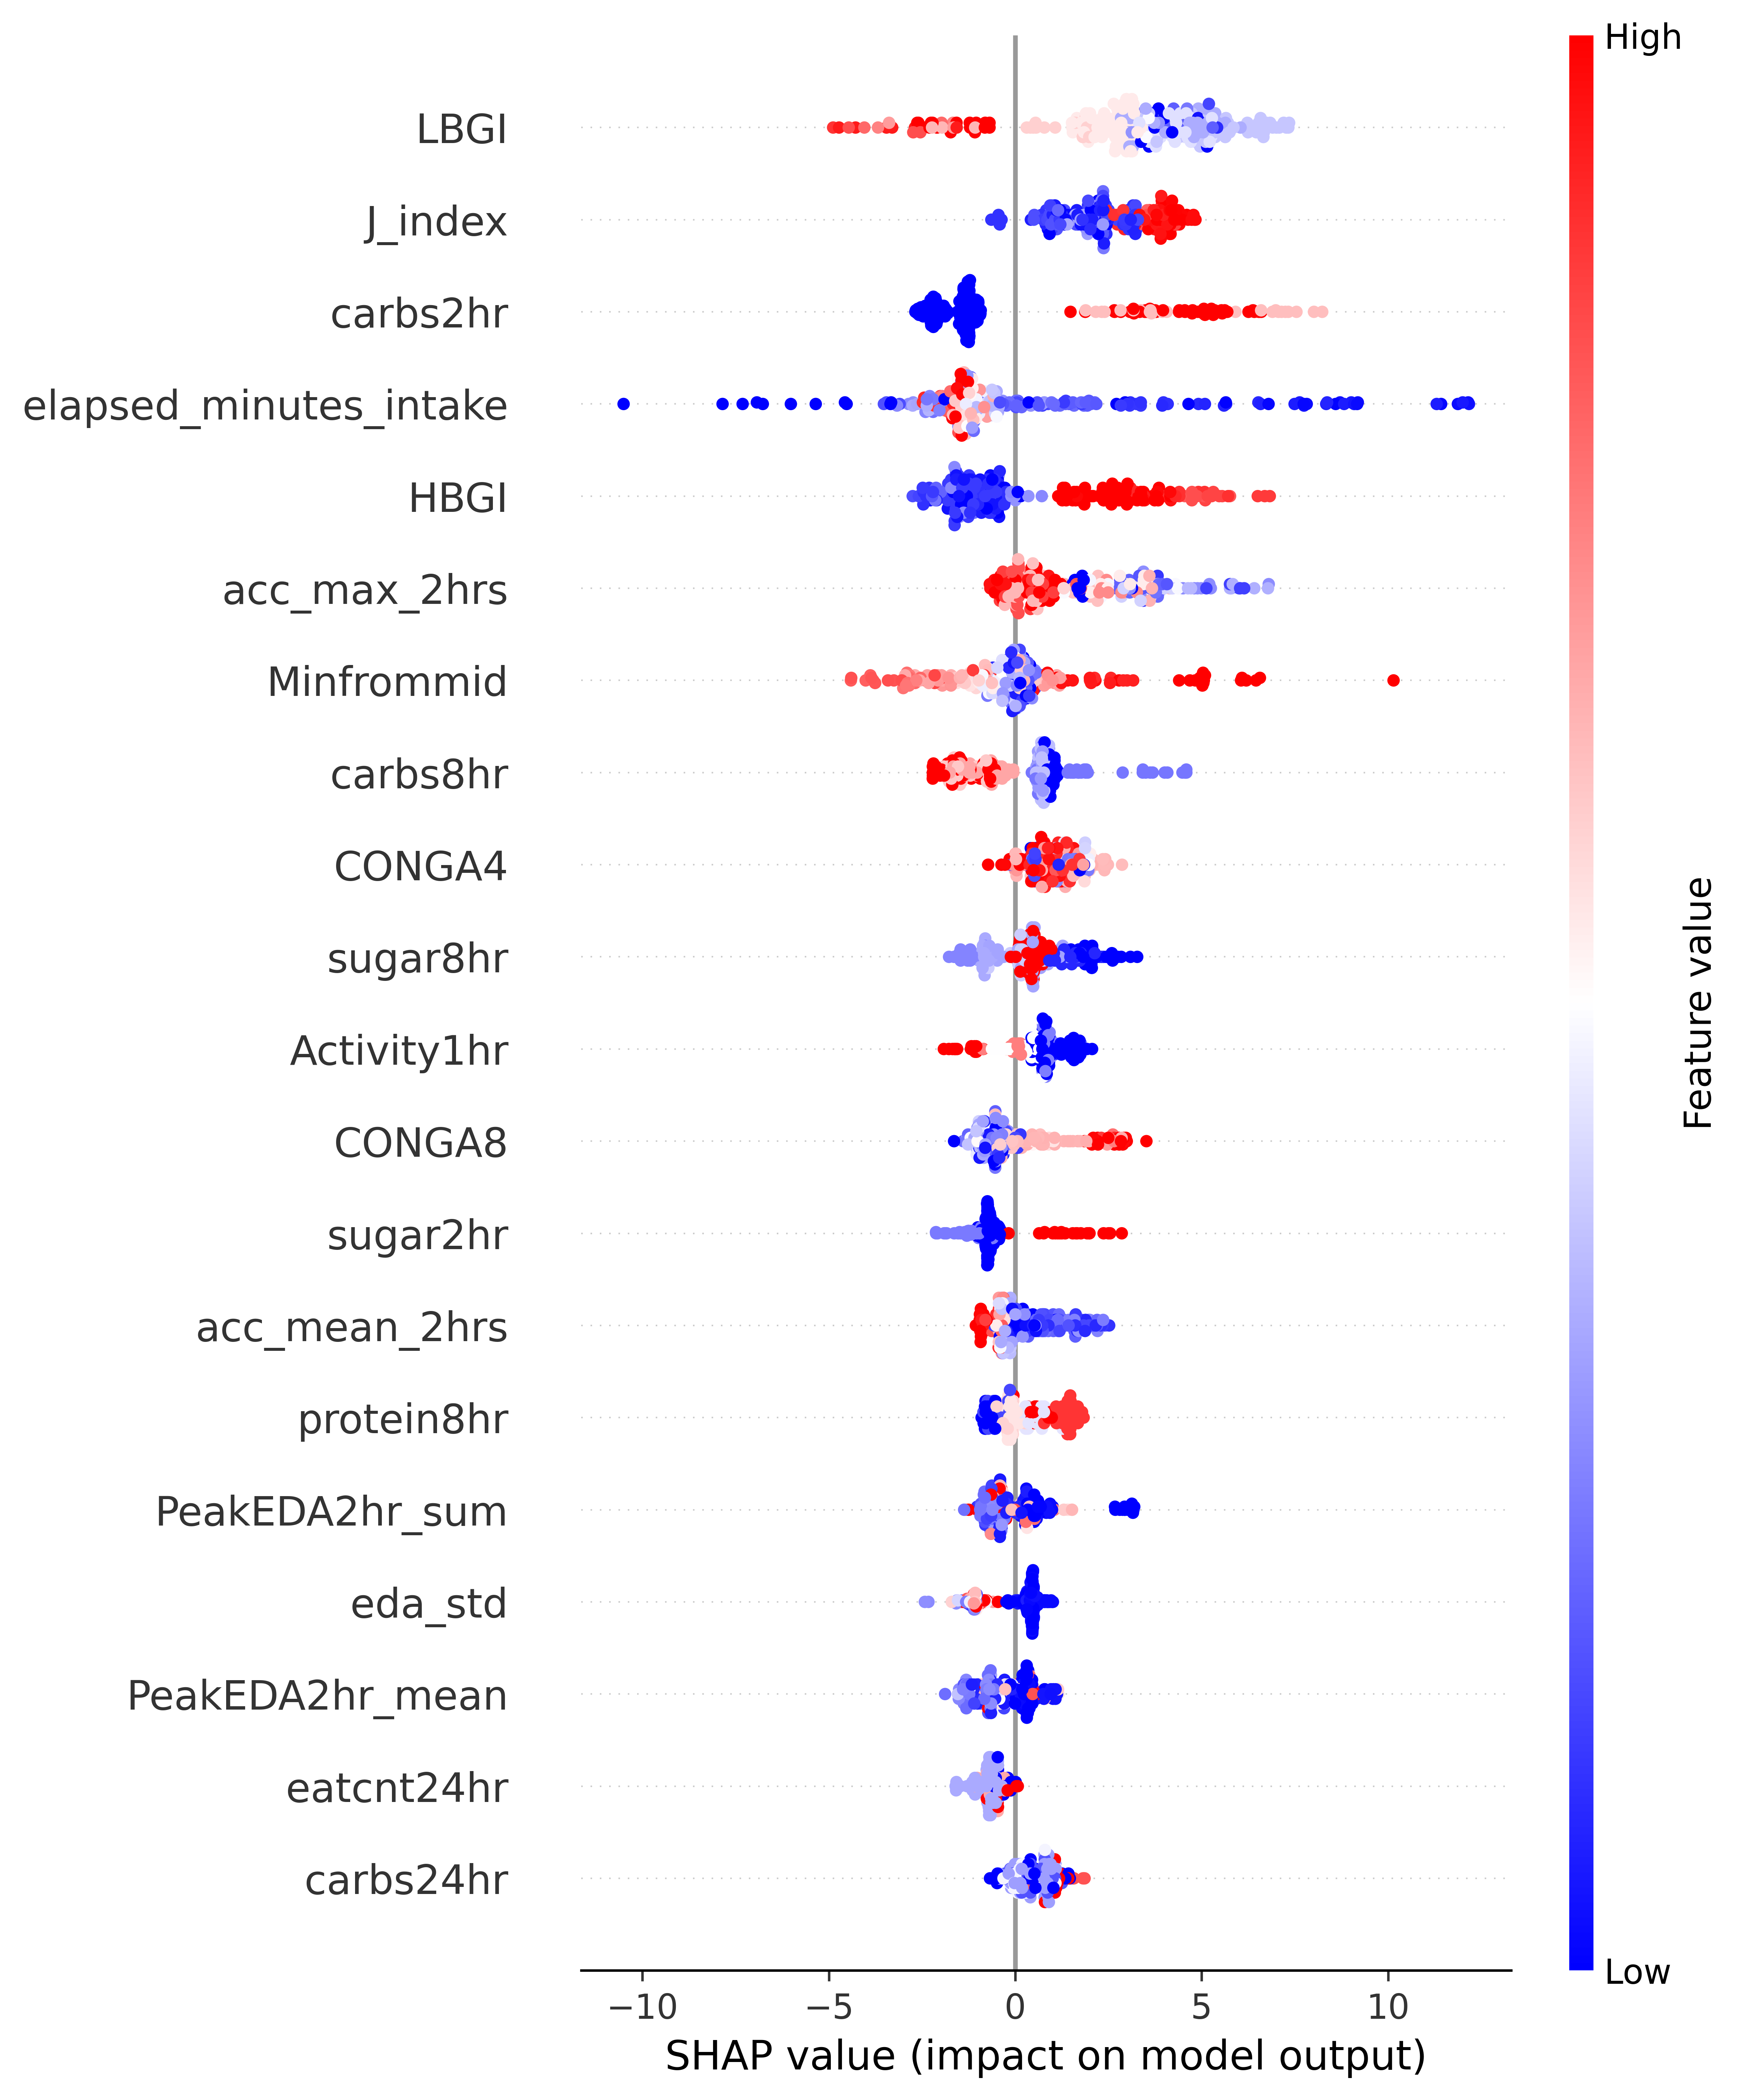 High
LBGI
J_index
carbs2hr
elapsed_minutes_intake
HBGI
acc_max_2hrs
Minfrommid
carbs8hr
CONGA4
sugar8hr
Activity1hr
CONGA8
sugar2hr
acc_mean_2hrs
protein8hr
PeakEDA2hr_sum
eda_std
PeakEDA2hr_mean
eatcnt24hr
carbs24hr
Feature value
Low
−10 −5 0 5 10
SHAP value (impact on model output)